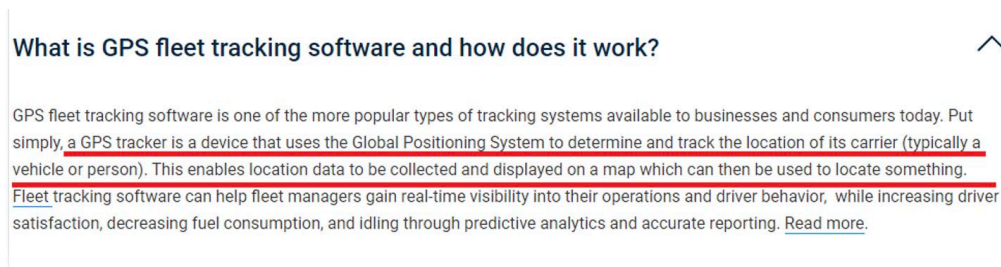 What is GPS fleet tracking software and how does it work?
GPS fleet tracking software is one of the more popular types of tracking systems available to businesses and consumers today. Put
simply, a GPS tracker is a device that uses the Global Positioning System to determine and track the location of its carrier (typically a
vehicle or person). This enables location data to be collected and displayed on a map which can then be used to locate something.
Fleet tracking software can help fleet managers gain real-time visibility into their operations and driver behavior, while increasing driver
satisfaction, decreasing fuel consumption, and idling through predictive analytics and accurate reporting. Read more.